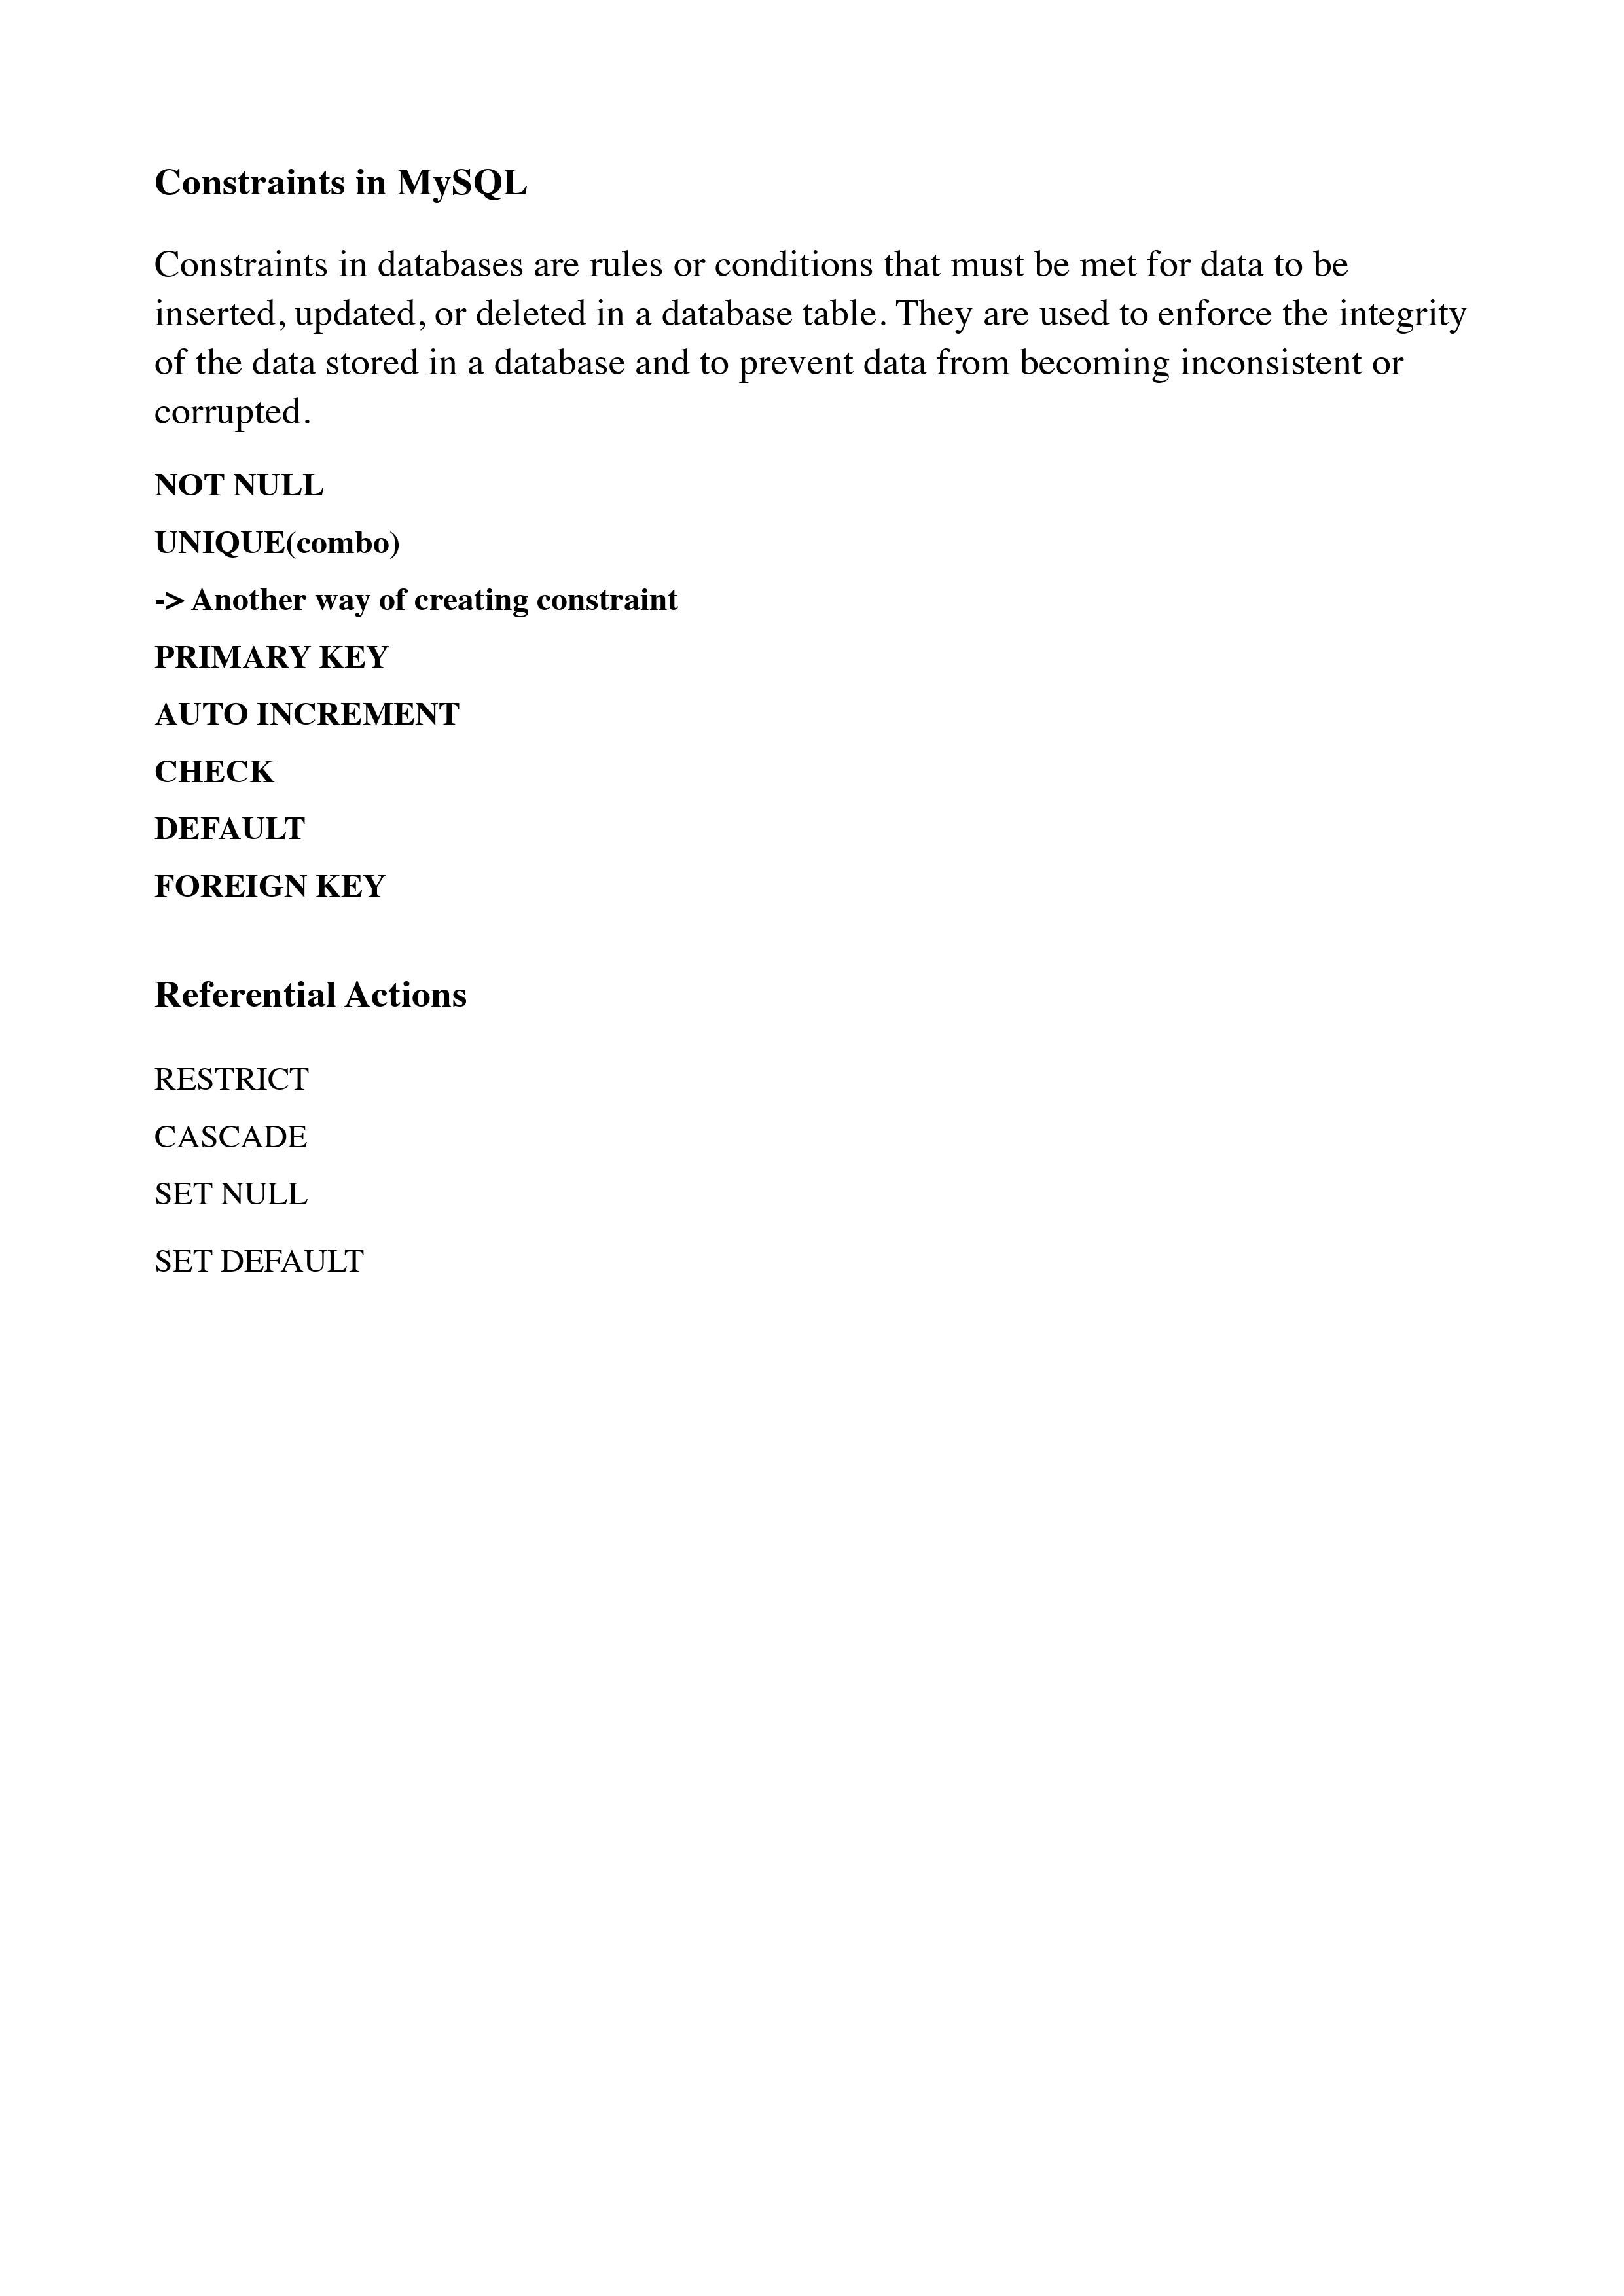 Constraints in MySQL
Constraints in databases are rules or conditions that must be met for data to be
inserted, updated, or deleted in a database table. They are used to enforce the integrity
of the data stored in a database and to prevent data from becoming inconsistent or
corrupted.
NOT NULL
UNIQUE(combo)
-> Another way of creating constraint
PRIMARY KEY
AUTO INCREMENT
CHECK
DEFAULT
FOREIGN KEY
Referential Actions
RESTRICT
CASCADE
SET NULL
SET DEFAULT